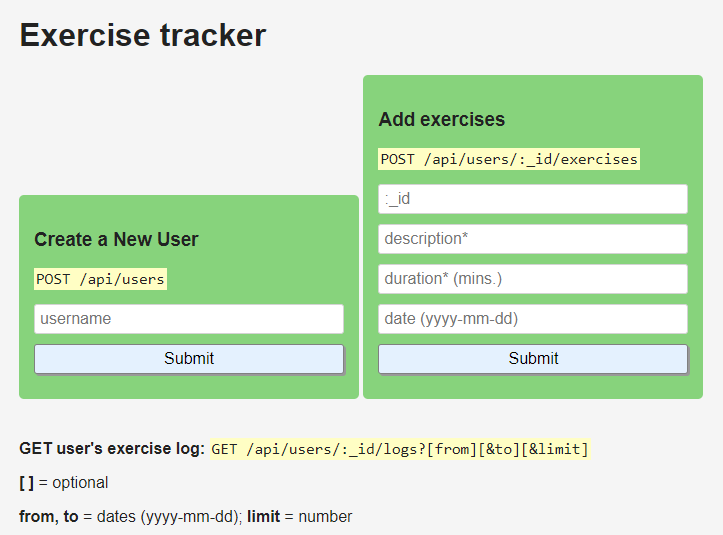 Exercise tracker
Create a New User
POST /api/users
username
Submit
Add exercises
POST /api/users/:_id/exercises
:_id
description*
duration* (mins.)
date (yyyy-mm-dd)
Submit
GET user's exercise log: GET /api/users/:_id/logs?[from][&to][&limit]
[ ] = optional
from, to = dates (yyyy-mm-dd); limit = number